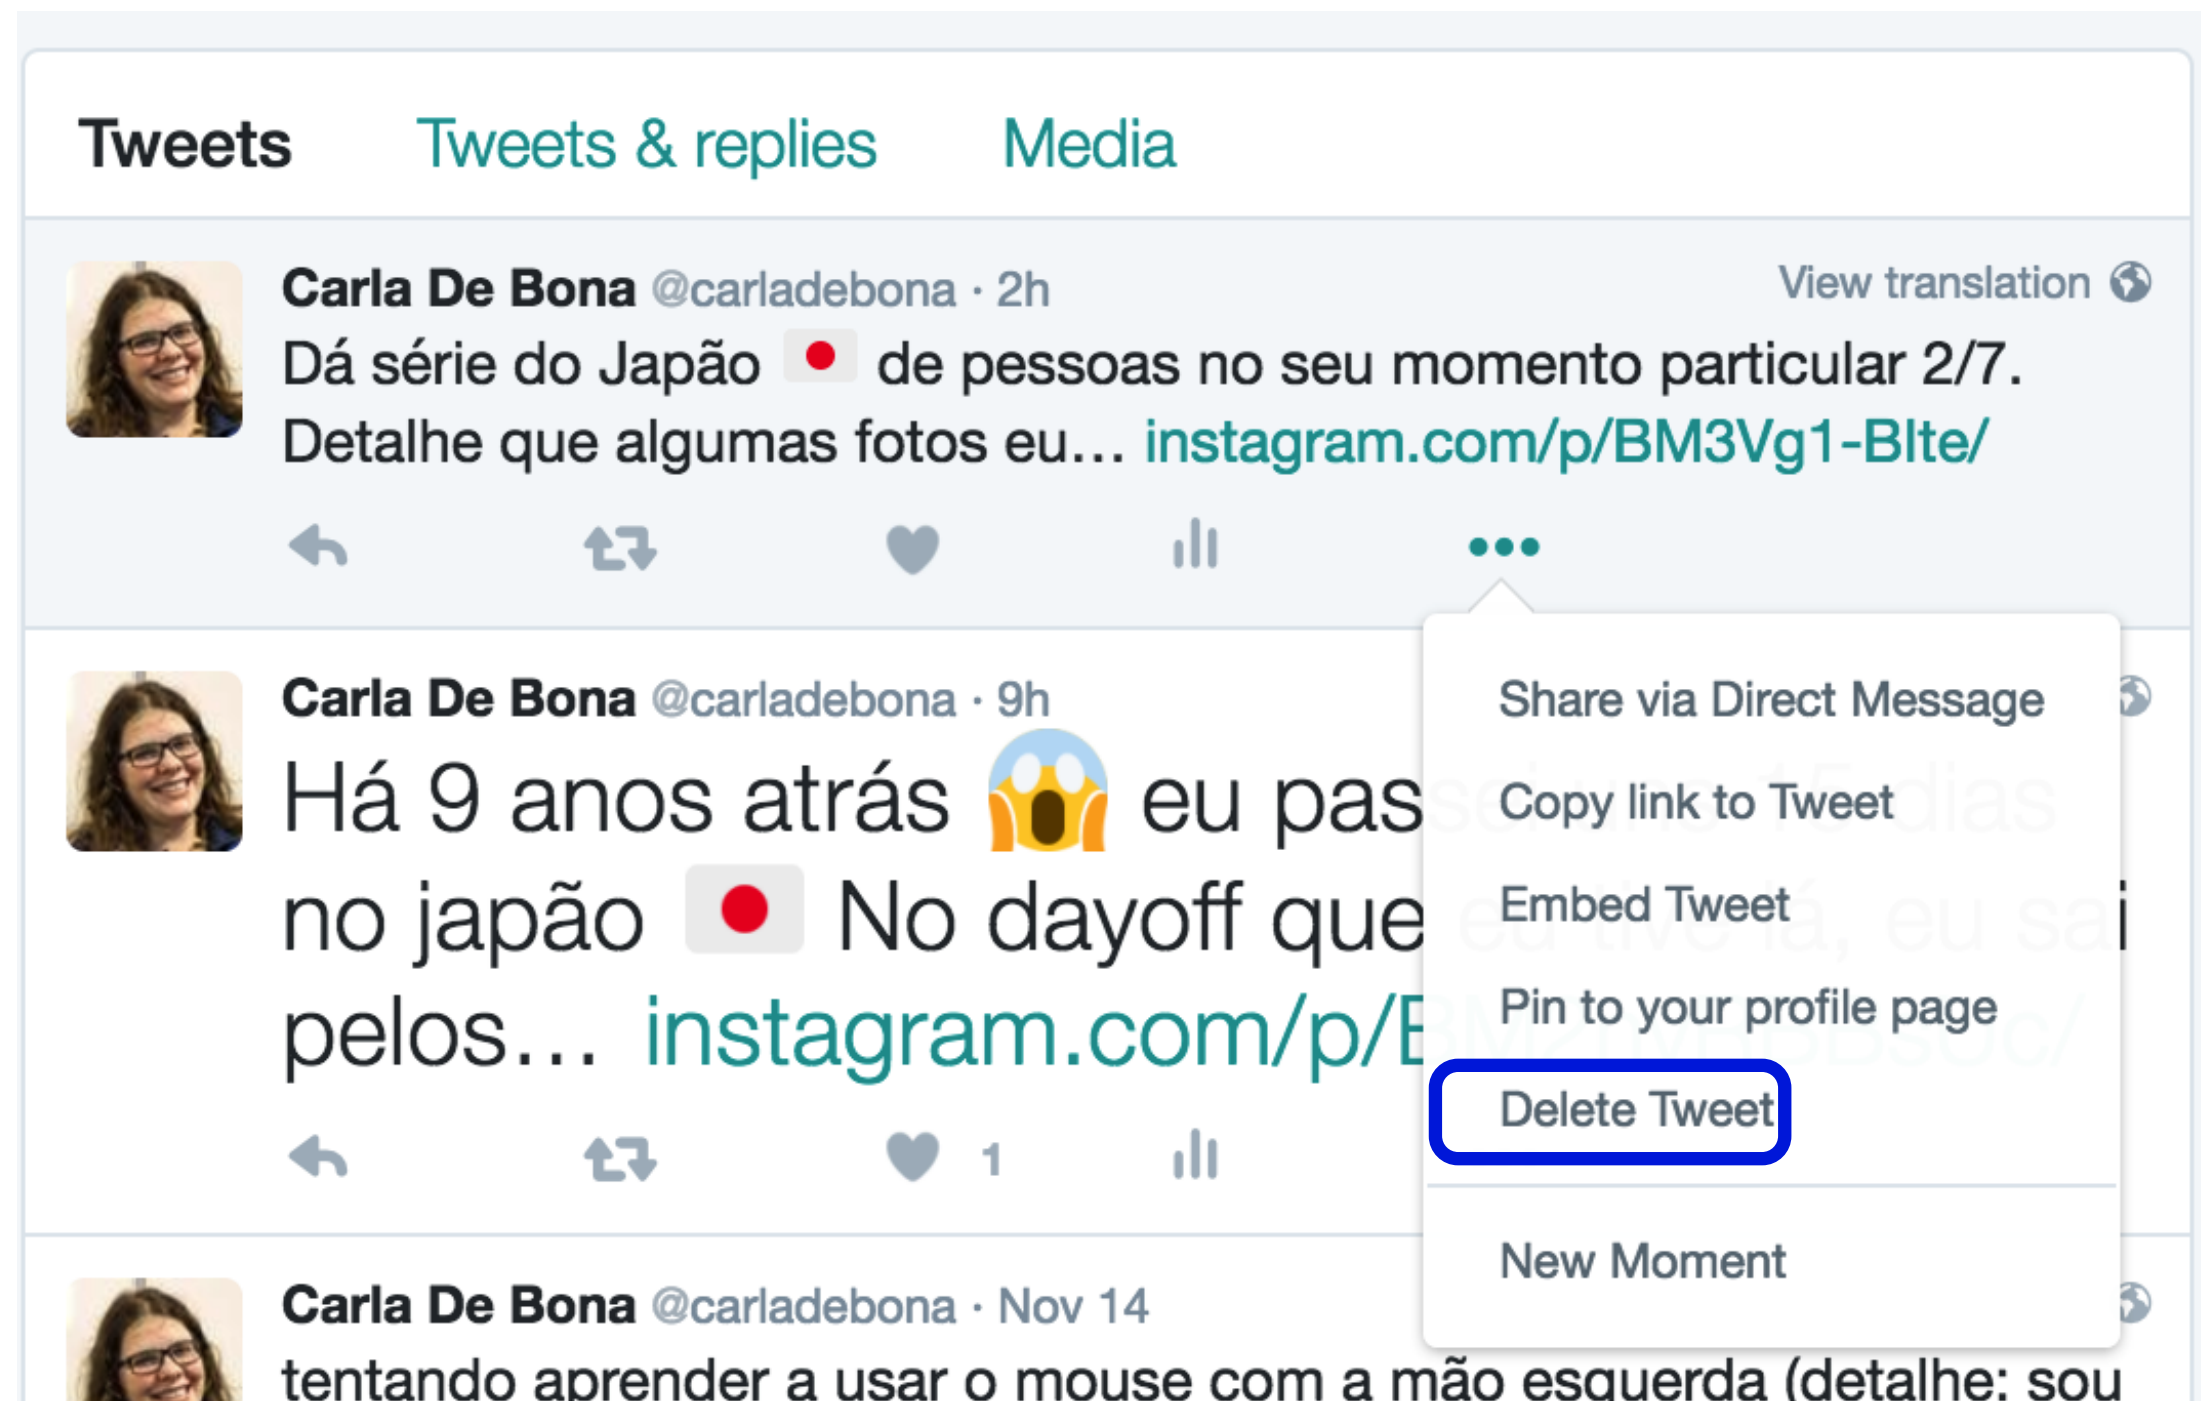 Tweets Tweets & replies Media
Carla De Bona @carladebona · 2h View translation
Dá série do Japão de pessoas no seu momento particular 2/7.
Detalhe que algumas fotos eu... instagram.com/p/BM3Vg1-BIte/
Carla De Bona @carladebona · 9h
Há 9 anos atrás 😱 eu pas
no japão No dayoff que
pelos... instagram.com/p/
1
Share via Direct Message
Copy link to Tweet
Embed Tweet
Pin to your profile page
Delete Tweet
New Moment
Carla De Bona @carladebona · Nov 14
tentando aprender a usar o mouse com a mão esquerda (detalhe: sou